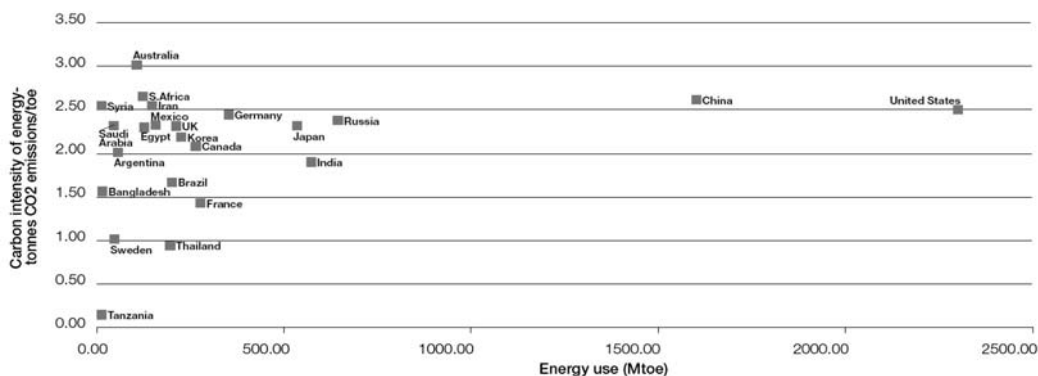 3.50
Australia
3.00
S.Africa
China
United States
2.50
Syria
Iran
Mexico
Germany
Russia
Saudi
Arabia
Egypt
UK
Korea
Japan
2.00
Canada
Argentina
India
Brazil
1.50
Bangladesh
France
1.00
Sweden
Thailand
0.50
Tanzania
0.00
Carbon intensity of energy-
tonnes CO2 emissions/toe
0.00 500.00 1000.00 1500.00 2000.00 2500.00
Energy use (Mtoe)